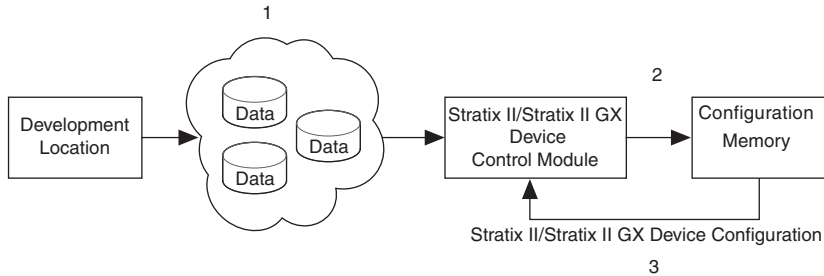 1
2
Development
Location
Data
Data
Data
Stratix II/Stratix II GX
Device
Control Module
Configuration
Memory
Stratix II/Stratix II GX Device Configuration
3